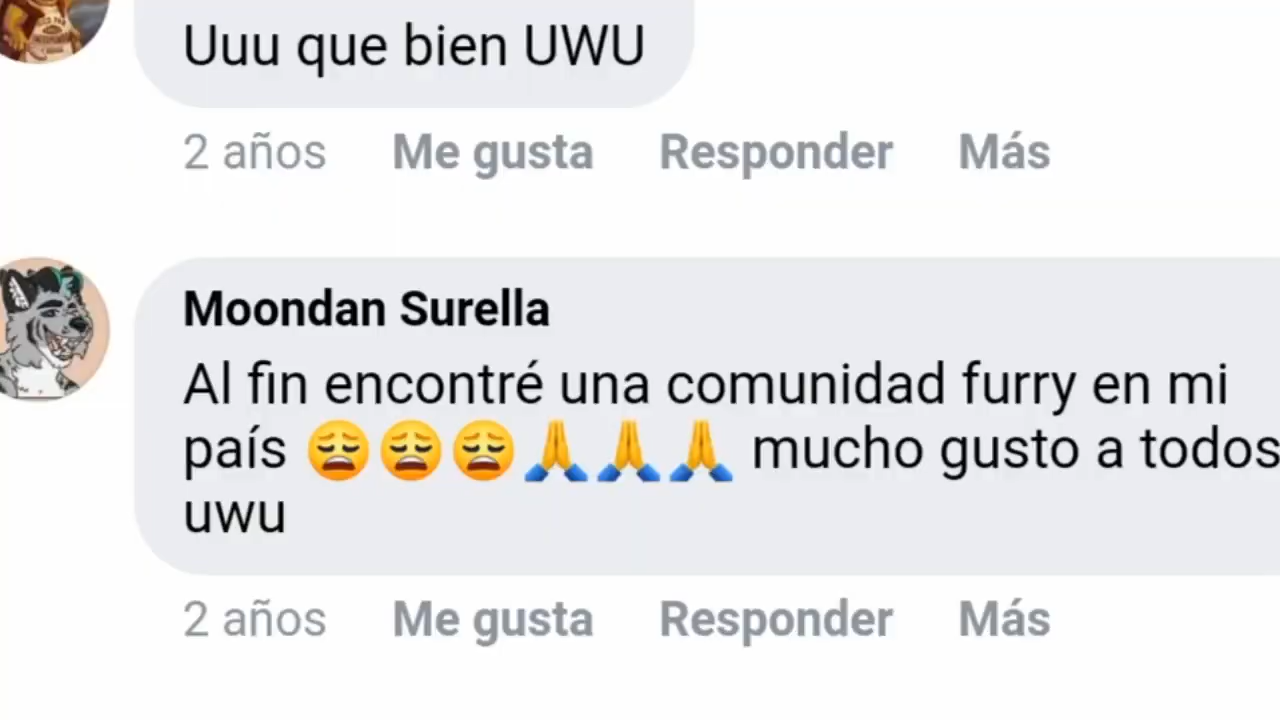 Uuu que bien UWU
2 años Me gusta Responder Más
Moondan Surella
Al fin encontré una comunidad furry en mi
país 😩😩😩🙏🙏🙏 mucho gusto a todos
uwu
2 años Me gusta Responder Más